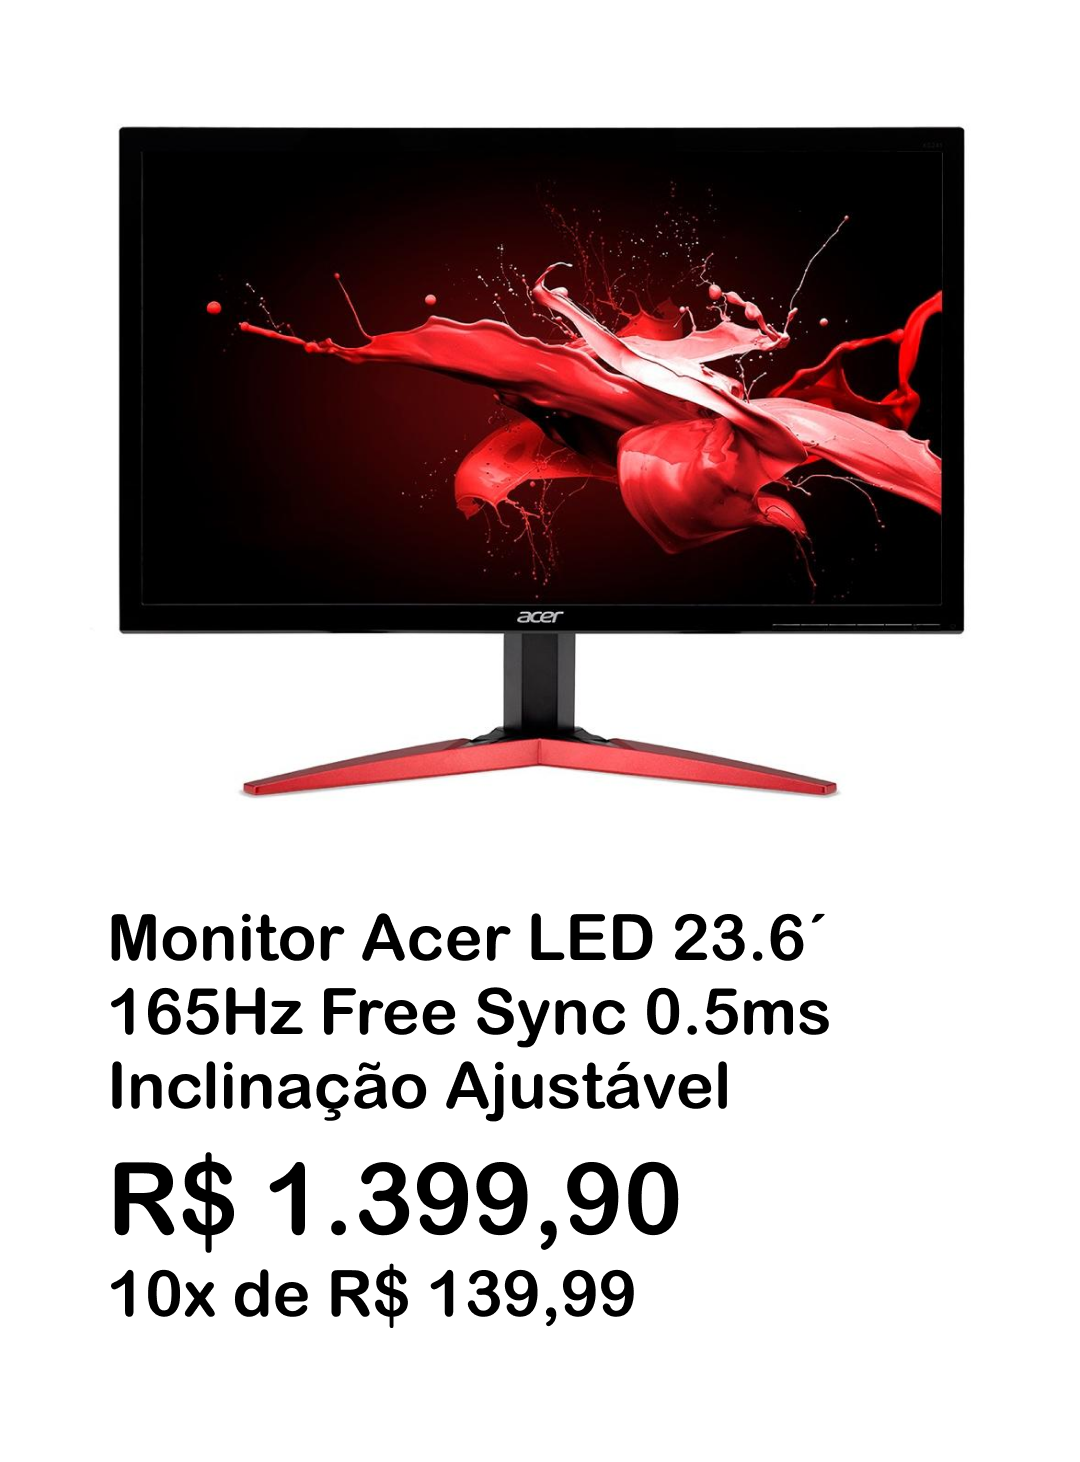 acer
Monitor Acer LED 23.6´
165Hz Free Sync 0.5ms
Inclinação Ajustável
R$ 1.399,90
10x de R$ 139,99